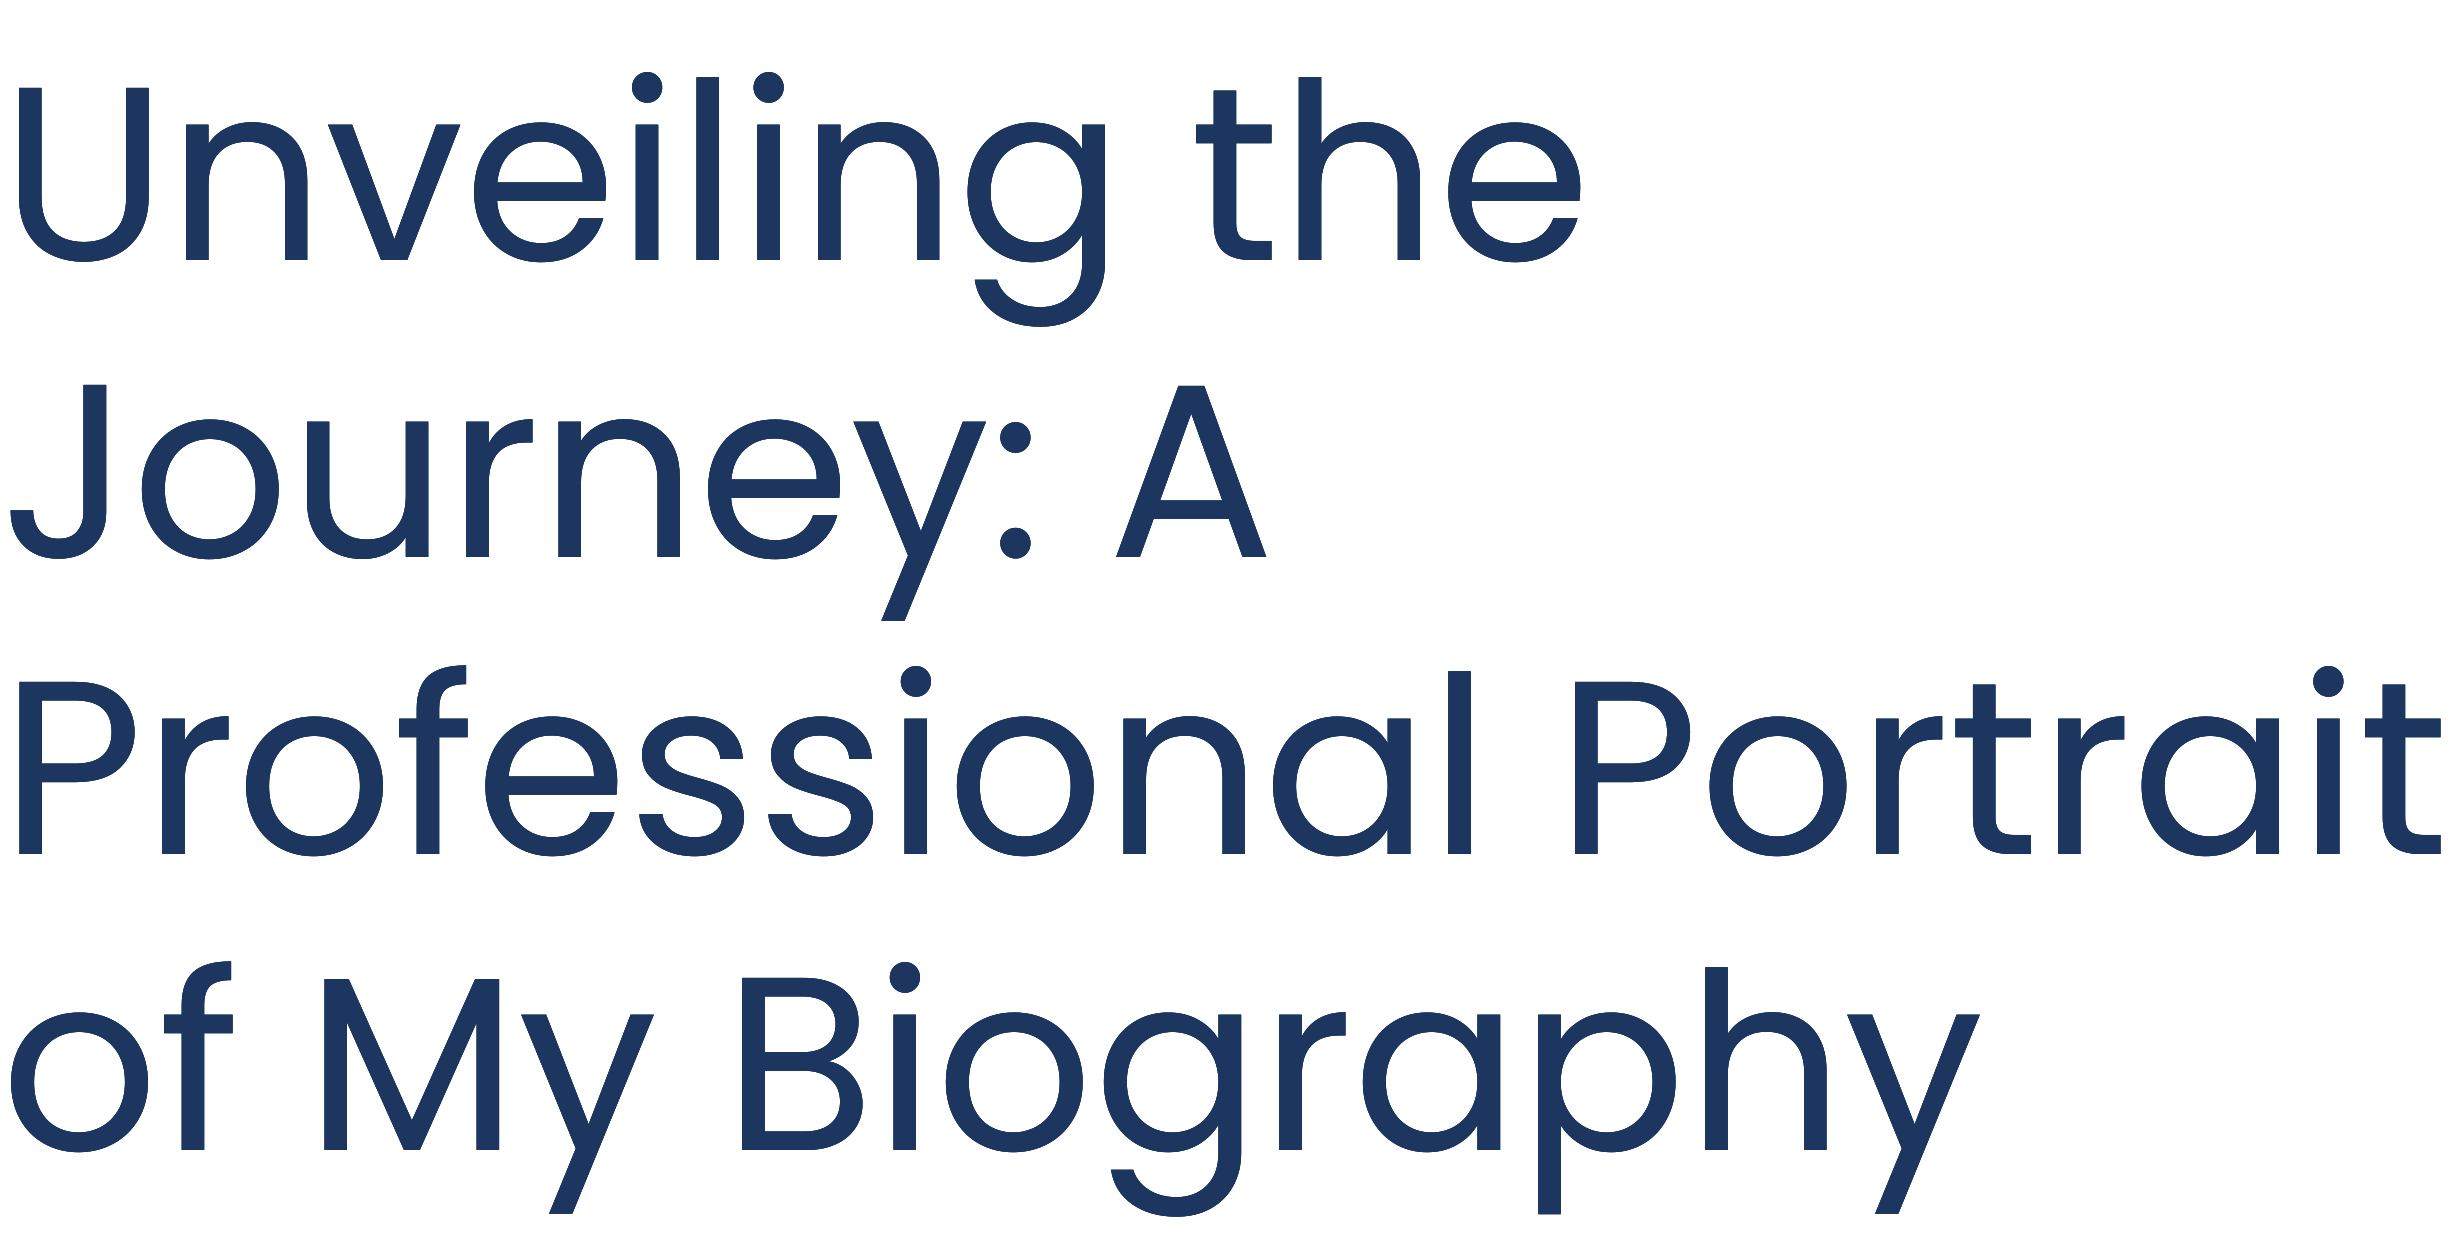 Unveiling the
Journey: A
Professional Portrait
of My Biography